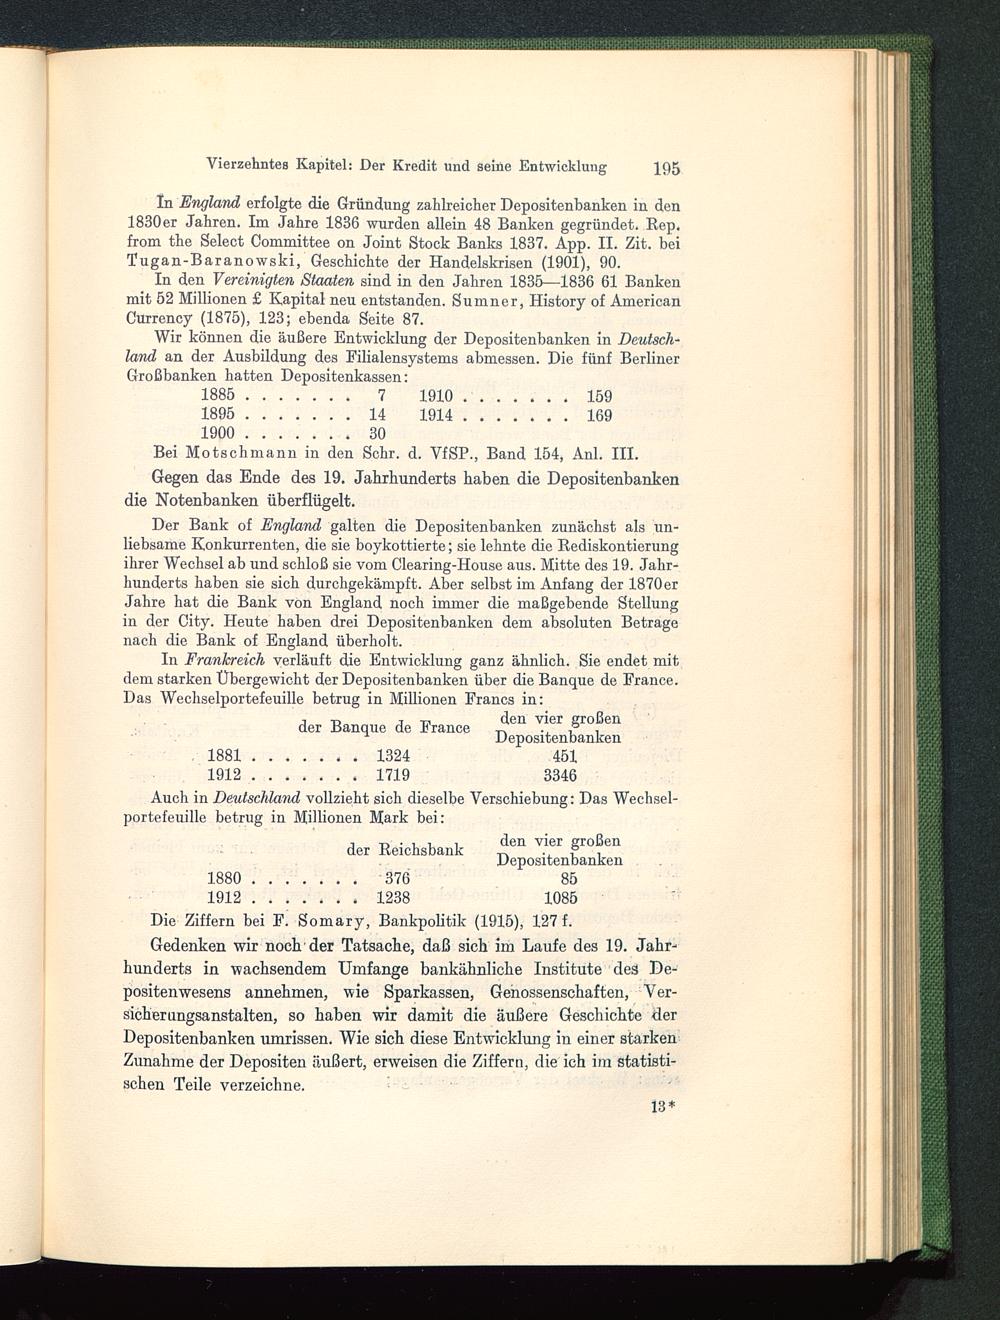 Vierzehntes Kapitel: Der Kredit und seine Entwicklung 195
In England erfolgte die Gründung zahlreicher Depositenbanken in den
1830er Jahren. Im Jahre 1836 wurden allein 48 Banken gegründet. Rep.
from the Select Committee on Joint Stock Banks 1837. App. II. Zit. bei
Tugan-Baranowski, Geschichte der Handelskrisen (1901), 90.
In den Vereinigten Staaten sind in den Jahren 1835—1836 61 Banken
mit 52 Millionen £ Kapital neu entstanden. Sumner, History of American
Currency (1875), 123; ebenda Seite 87.
Wir können die äußere Entwicklung der Depositenbanken in Deutsch-
land an der Ausbildung des Filialensystems abmessen. Die fünf Berliner
Großbanken hatten Depositenkassen:
1885 . . . . . . . 7 1910 . . . . . . . 159
1895 . . . . . . . 14 1914 . . . . . . . 169
1900 . . . . . . . 30
Bei Motschmann in den Schr. d. VfSP., Band 154, Anl. III.
Gegen das Ende des 19. Jahrhunderts haben die Depositenbanken
die Notenbanken überflügelt.
Der Bank of England galten die Depositenbanken zunächst als un-
liebsame Konkurrenten, die sie boykottierte; sie lehnte die Rediskontierung
ihrer Wechsel ab und schloß sie vom Clearing-House aus. Mitte des 19. Jahr-
hunderts haben sie sich durchgekämpft. Aber selbst im Anfang der 1870er
Jahre hat die Bank von England noch immer die maßgebende Stellung
in der City. Heute haben drei Depositenbanken dem absoluten Betrage
nach die Bank of England überholt.
In Frankreich verläuft die Entwicklung ganz ähnlich. Sie endet mit
dem starken Übergewicht der Depositenbanken über die Banque de France.
Das Wechselportefeuille betrug in Millionen Francs in:
der Banque de France den vier großen
Depositenbanken
1881 . . . . . . . 1324 451
1912 . . . . . . . 1719 3346
Auch in Deutschland vollzieht sich dieselbe Verschiebung: Das Wechsel-
portefeuille betrug in Millionen Mark bei:
der Reichsbank den vier großen
Depositenbanken
1880 . . . . . . . 376 85
1912 . . . . . . . 1238 1085
Die Ziffern bei F. Somary, Bankpolitik (1915), 127 f.
Gedenken wir noch der Tatsache, daß sich im Laufe des 19. Jahr-
hunderts in wachsendem Umfange bankähnliche Institute des De-
positenwesens annehmen, wie Sparkassen, Genossenschaften, Ver-
sicherungsanstalten, so haben wir damit die äußere Geschichte der
Depositenbanken umrissen. Wie sich diese Entwicklung in einer starken
Zunahme der Depositen äußert, erweisen die Ziffern, die ich im statisti-
schen Teile verzeichne.
13*